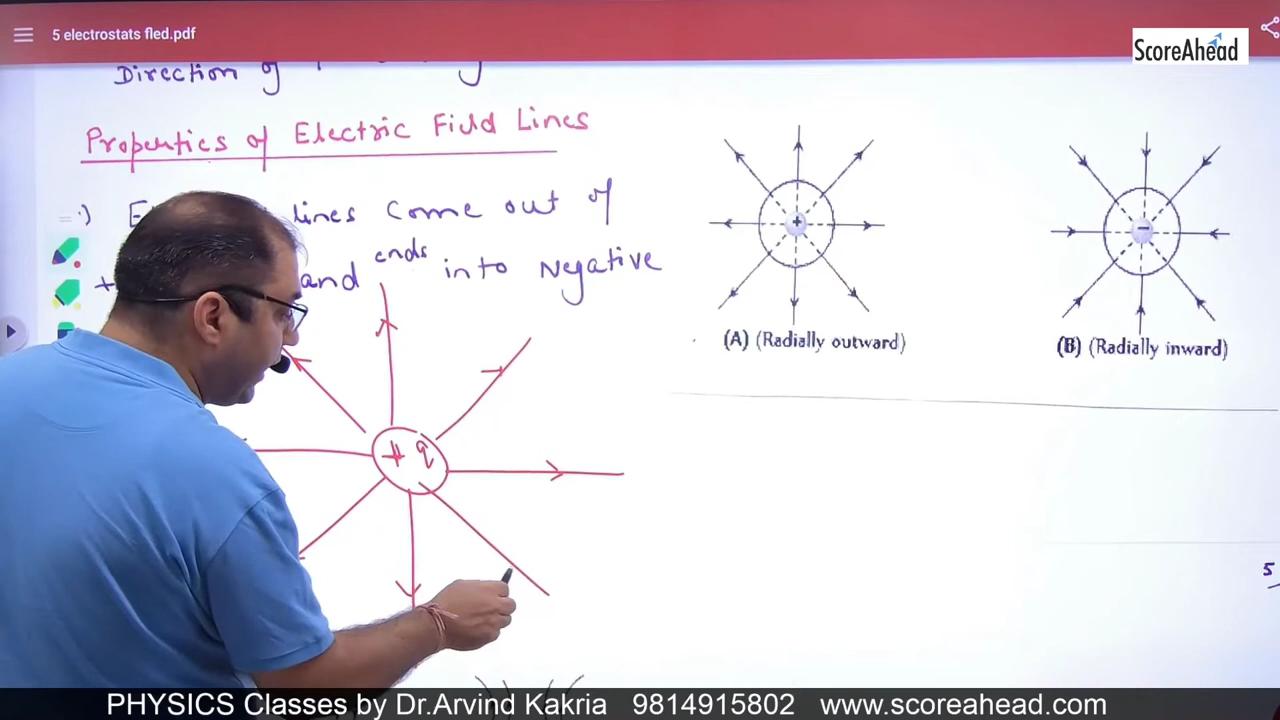 5 electrostats fled.pdf
ScoreAhead
Direction of
Properties of Electric Field Lines
lines come out of
+ and ends into Negative
+ q
+
(A) (Radially outward)
−
(B) (Radially inward)
5
PHYSICS Classes by Dr.Arvind Kakria 9814915802 www.scoreahead.com